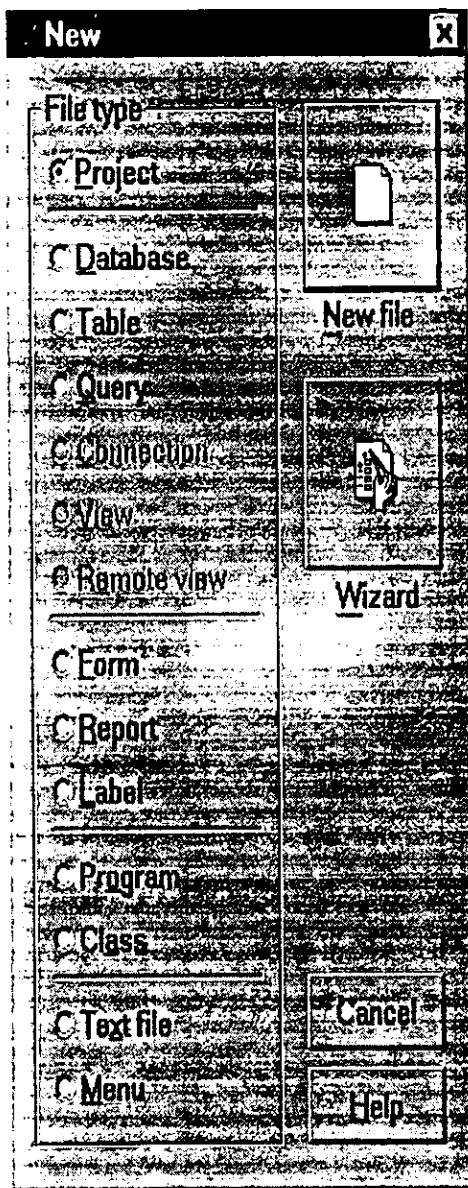 New
File type
Project
Database
Table
Query
Connection
View
Remote view
Form
Report
Label
Program
Class
Text file
Menu
New file
Wizard
Cancel
Help